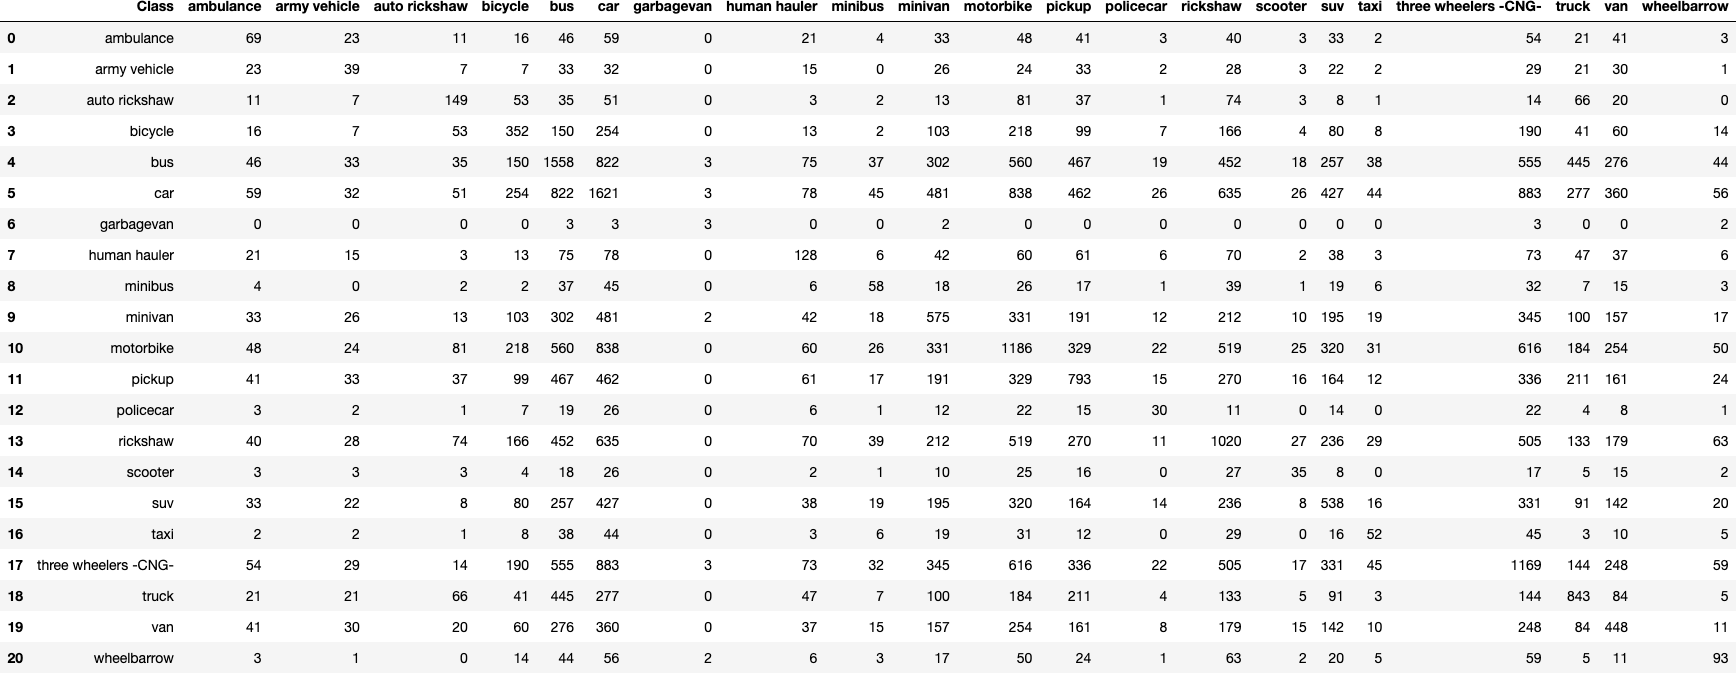 Class ambulance army vehicle auto rickshaw bicycle bus car garbagevan human hauler minibus minivan motorbike pickup policecar rickshaw scooter suv taxi three wheelers -CNG- truck van wheelbarrow
0 ambulance 69 23 11 16 46 59 0 21 4 33 48 41 3 40 3 33 2 54 21 41 3
1 army vehicle 23 39 7 7 33 32 0 15 0 26 24 33 2 28 3 22 2 29 21 30 1
2 auto rickshaw 11 7 149 53 35 51 0 3 2 13 81 37 1 74 3 8 1 14 66 20 0
3 bicycle 16 7 53 352 150 254 0 13 2 103 218 99 7 166 4 80 8 190 41 60 14
4 bus 46 33 35 150 1558 822 3 75 37 302 560 467 19 452 18 257 38 555 445 276 44
5 car 59 32 51 254 822 1621 3 78 45 481 838 462 26 635 26 427 44 883 277 360 56
6 garbagevan 0 0 0 0 3 3 3 0 0 2 0 0 0 0 0 0 0 3 0 0 2
7 human hauler 21 15 3 13 75 78 0 128 6 42 60 61 6 70 2 38 3 73 47 37 6
8 minibus 4 0 2 2 37 45 0 6 58 18 26 17 1 39 1 19 6 32 7 15 3
9 minivan 33 26 13 103 302 481 2 42 18 575 331 191 12 212 10 195 19 345 100 157 17
10 motorbike 48 24 81 218 560 838 0 60 26 331 1186 329 22 519 25 320 31 616 184 254 50
11 pickup 41 33 37 99 467 462 0 61 17 191 329 793 15 270 16 164 12 336 211 161 24
12 policecar 3 2 1 7 19 26 0 6 1 12 22 15 30 11 0 14 0 22 4 8 1
13 rickshaw 40 28 74 166 452 635 0 70 39 212 519 270 11 1020 27 236 29 505 133 179 63
14 scooter 3 3 3 4 18 26 0 2 1 10 25 16 0 27 35 8 0 17 5 15 2
15 suv 33 22 8 80 257 427 0 38 19 195 320 164 14 236 8 538 16 331 91 142 20
16 taxi 2 2 1 8 38 44 0 3 6 19 31 12 0 29 0 16 52 45 3 10 5
17 three wheelers -CNG- 54 29 14 190 555 883 3 73 32 345 616 336 22 505 17 331 45 1169 144 248 59
18 truck 21 21 66 41 445 277 0 47 7 100 184 211 4 133 5 91 3 144 843 84 5
19 van 41 30 20 60 276 360 0 37 15 157 254 161 8 179 15 142 10 248 84 448 11
20 wheelbarrow 3 1 0 14 44 56 2 6 3 17 50 24 1 63 2 20 5 59 5 11 93